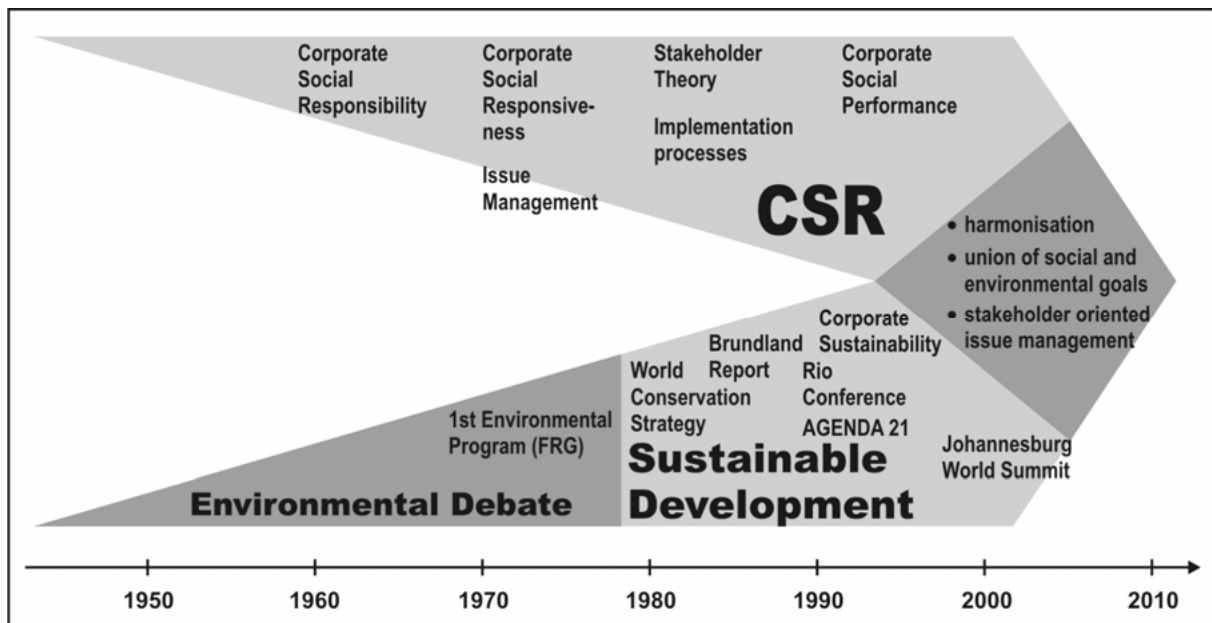 Corporate
Social
Responsibility
Corporate
Social
Responsive-
ness
Issue
Management
Stakeholder
Theory
Implementation
processes
Corporate
Social
Performance
CSR
• harmonisation
• union of social and
environmental goals
• stakeholder oriented
issue management
1st Environmental
Program (FRG)
Environmental Debate
World
Conservation
Strategy
Brundland
Report
Corporate
Sustainability
Rio
Conference
AGENDA 21
Sustainable
Development
Johannesburg
World Summit
1950 1960 1970 1980 1990 2000 2010